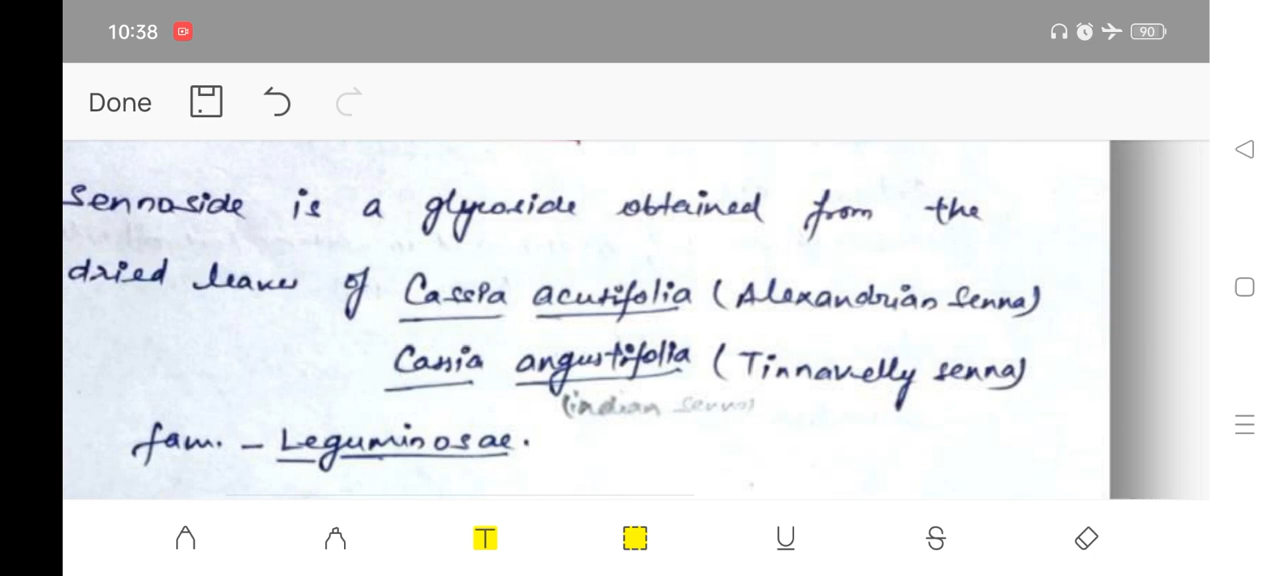 10:38
90
Done
Sennoside is a glycoside obtained from the
dried leaves of Cassia acutifolia (Alexandrian Senna)
Cassia angustifolia (Tinnavelly senna)
(indian senna)
fam. - Leguminosae.
T
U
S